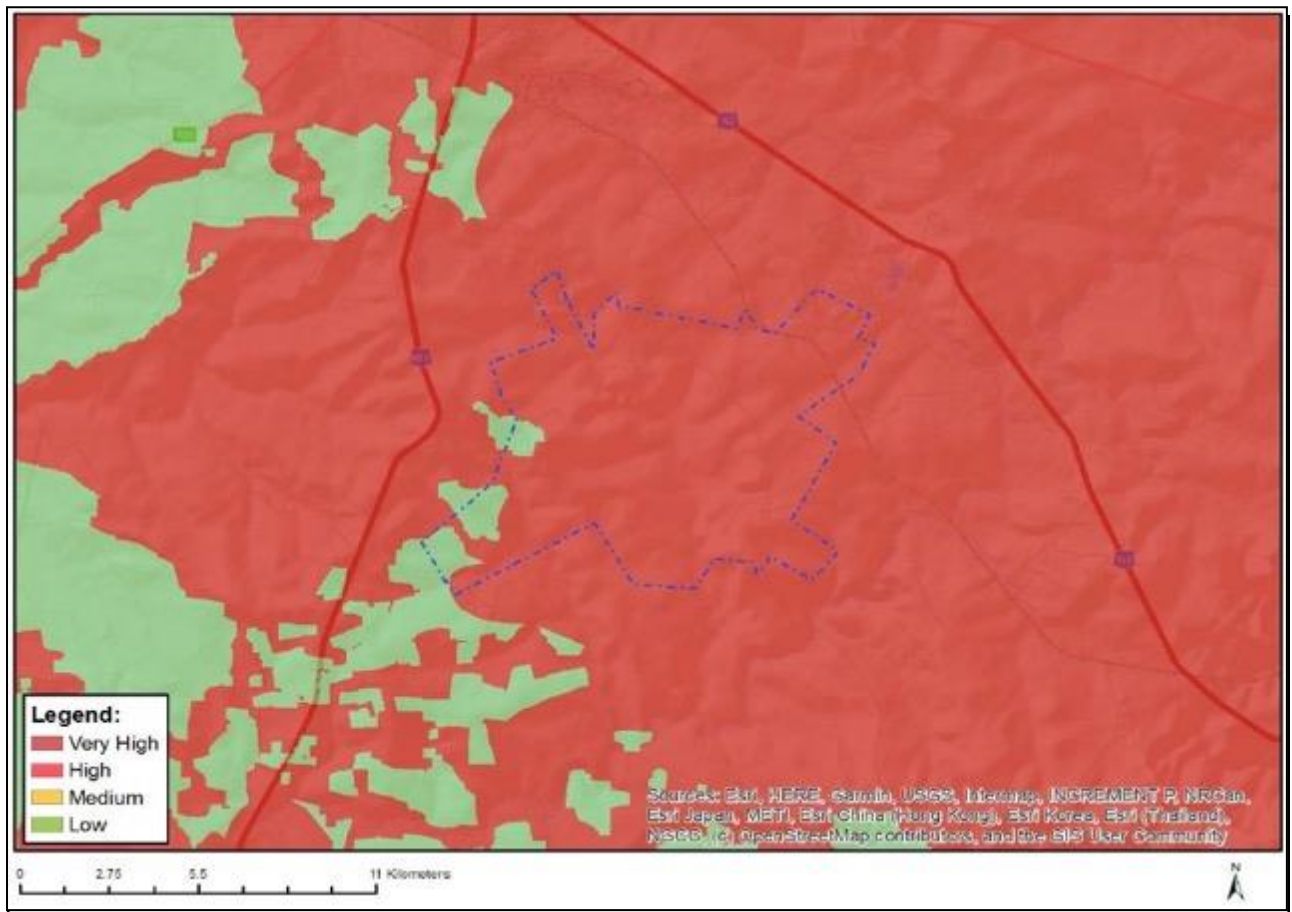 Legend:
Very High
High
Medium
Low
Sources: Esri, HERE, Garmin, USGS, Intermap, INCREMENT P, NRCan,
Esri Japan, METI, Esri China (Hong Kong), Esri Korea, Esri (Thailand),
NGCC, (c) OpenStreetMap contributors, and the GIS User Community
0 2.75 5.5 11 Kilometers
N